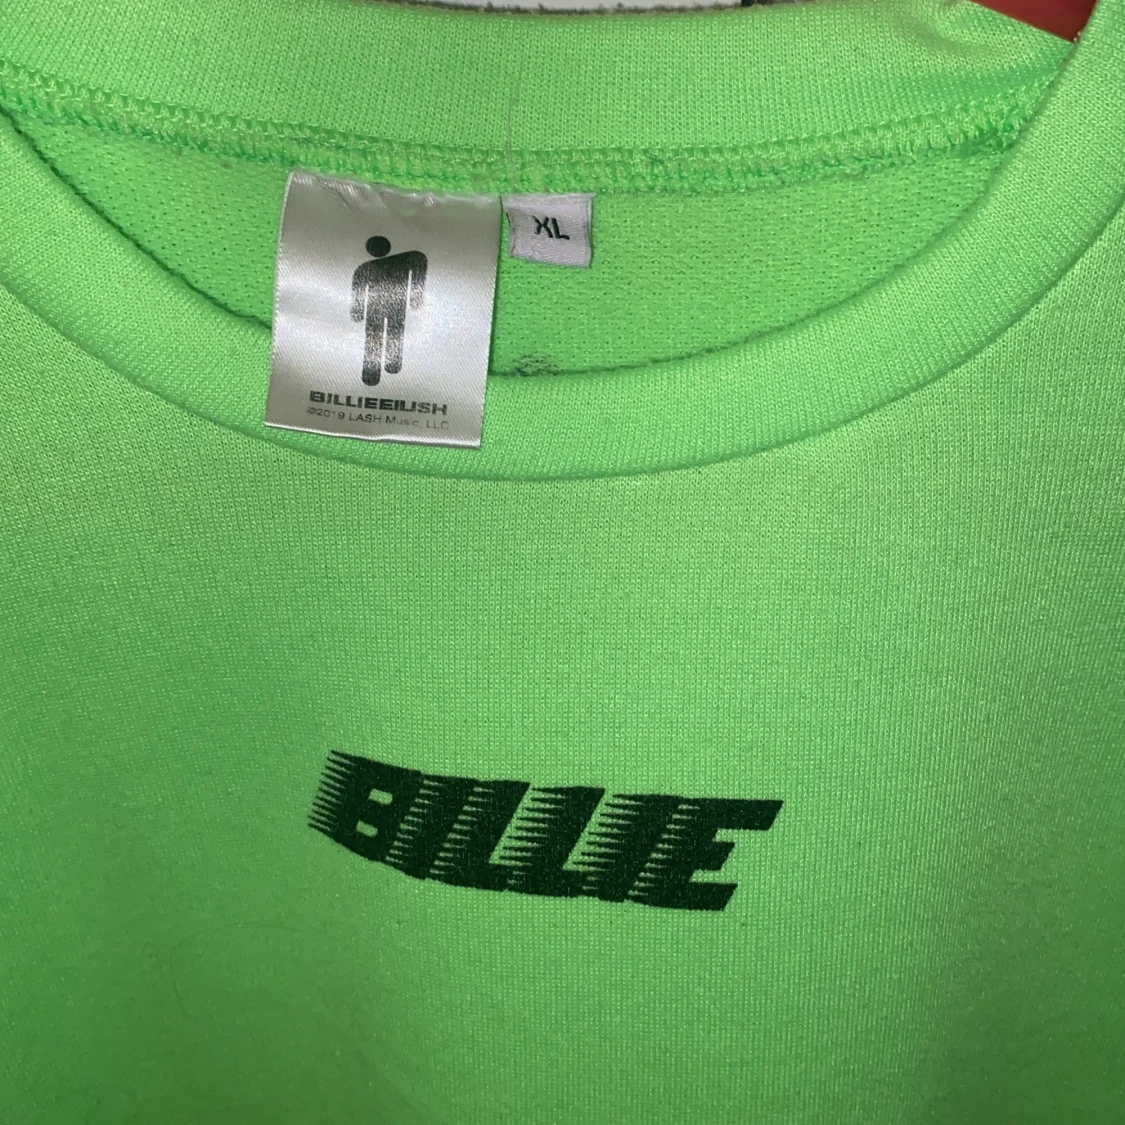 XL
BILLIEEILISH
©2019 LASH Music, LLC
BILLIE